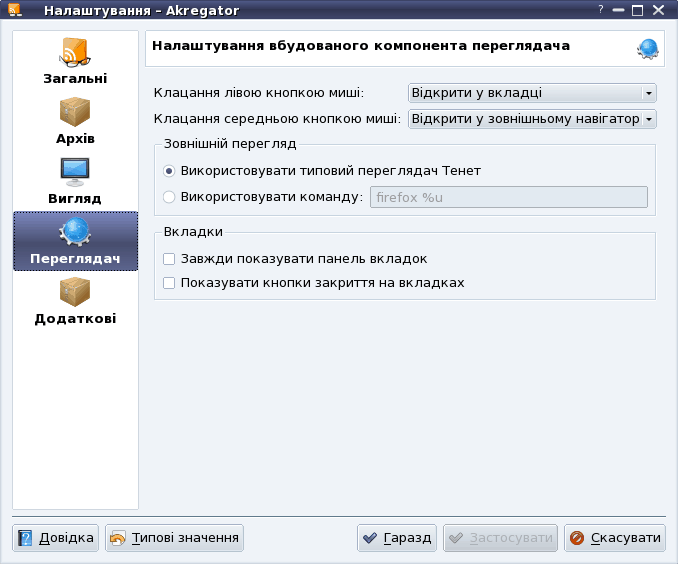 Налаштування – Akregator
?
Загальні
Архів
Вигляд
Переглядач
Додаткові
Налаштування вбудованого компонента переглядача
Клацання лівою кнопкою миші: Відкрити у вкладці
Клацання середньою кнопкою миші: Відкрити у зовнішньому навігатор
Зовнішній перегляд
Використовувати типовий переглядач Тенет
Використовувати команду: firefox %u
Вкладки
Завжди показувати панель вкладок
Показувати кнопки закриття на вкладках
Довідка Типові значення Гаразд Застосувати Скасувати